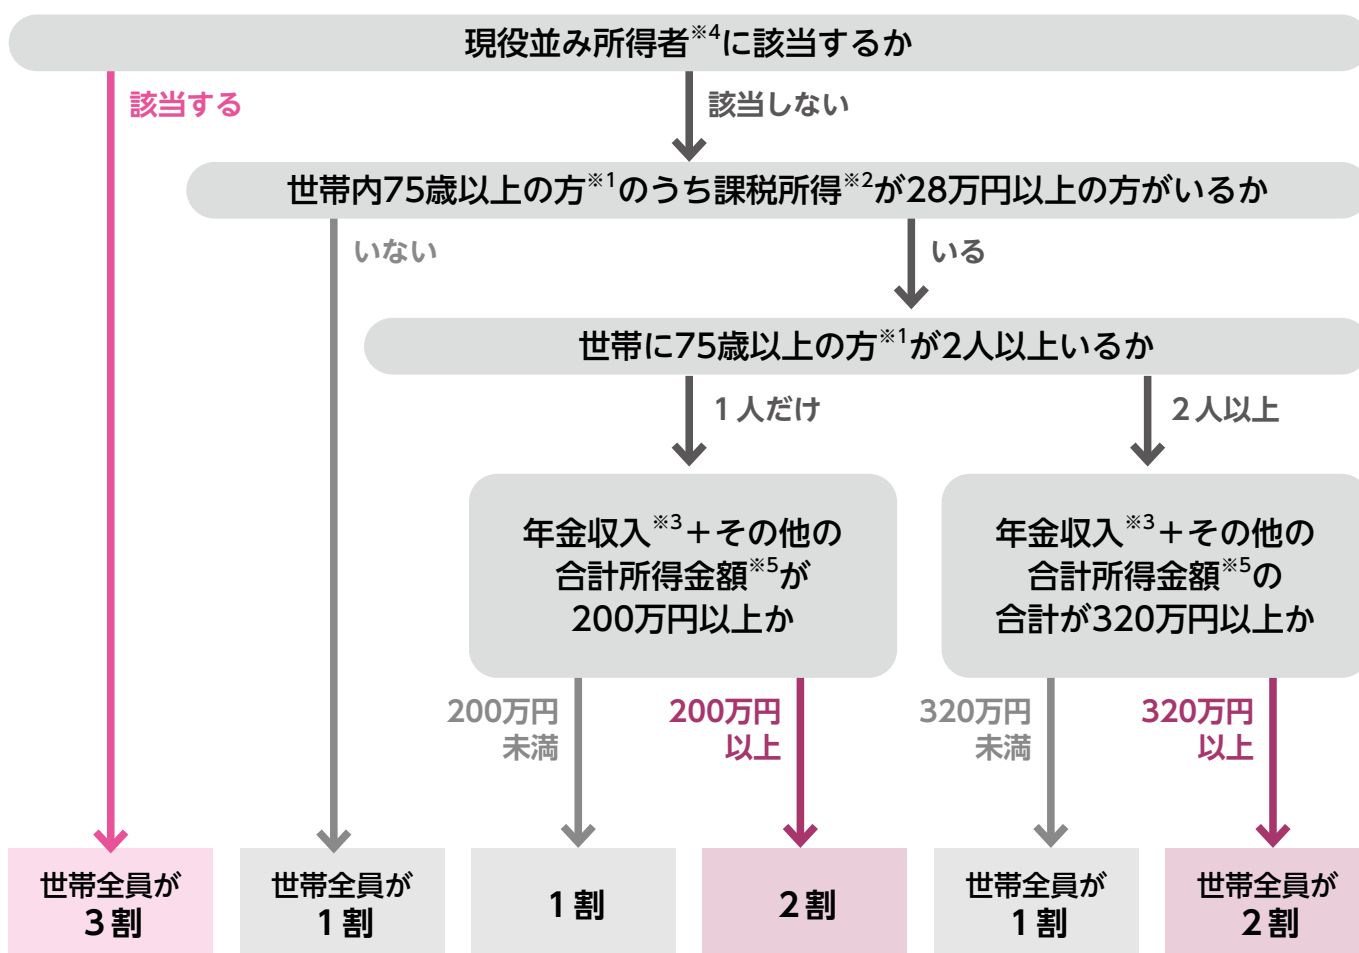 現役並み所得者※4に該当するか
該当する
該当しない
世帯内75歳以上の方※1のうち課税所得※2が28万円以上の方がいるか
いない
いる
世帯に75歳以上の方※1が2人以上いるか
1人だけ
2人以上
年金収入※3+その他の
合計所得金額※5が
200万円以上か
年金収入※3+その他の
合計所得金額※5の
合計が320万円以上か
200万円
未満
200万円
以上
320万円
未満
320万円
以上
世帯全員が
3割
世帯全員が
1割
1割
2割
世帯全員が
1割
世帯全員が
2割